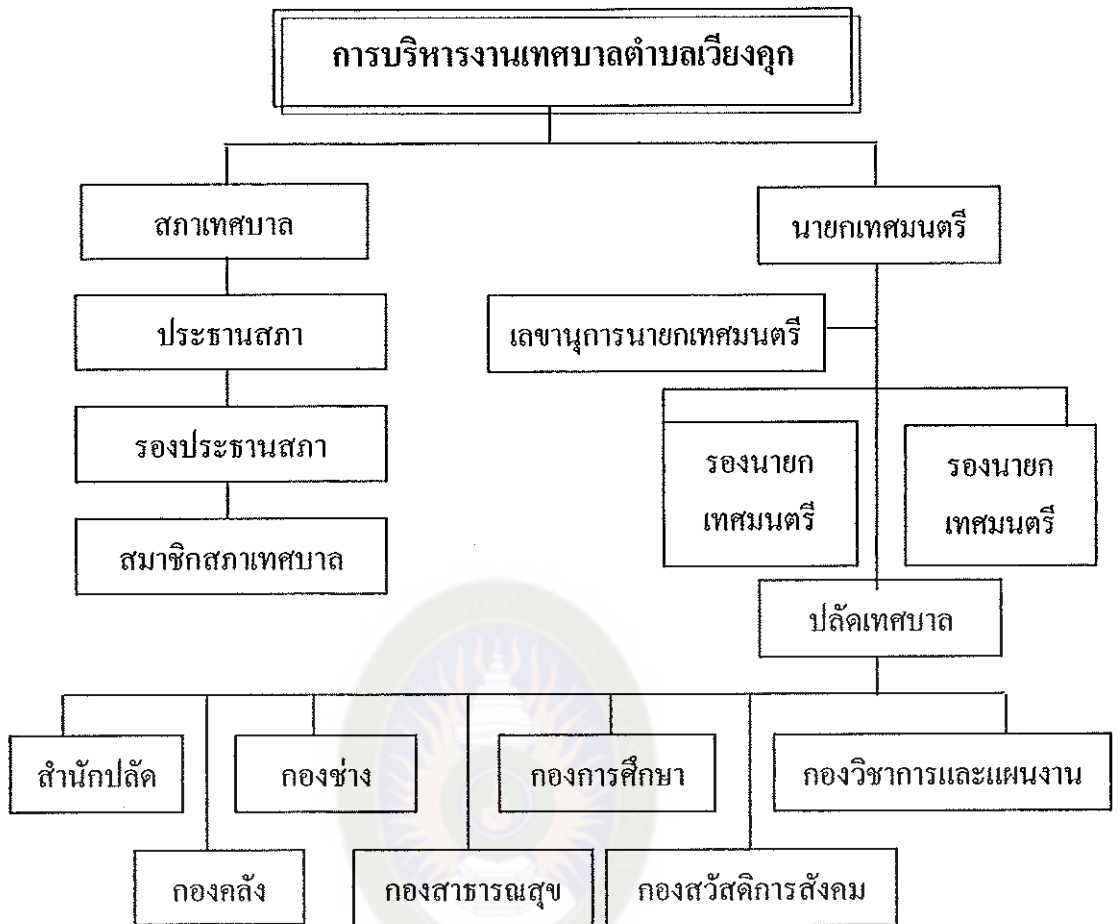 การบริหารงานเทศบาลตำบลเวียงคุก
สภาเทศบาล
นายกเทศมนตรี
ประธานสภา
เลขานุการนายกเทศมนตรี
รองประธานสภา
รองนายก
เทศมนตรี
รองนายก
เทศมนตรี
สมาชิกสภาเทศบาล
ปลัดเทศบาล
สำนักปลัด
กองช่าง
กองการศึกษา
กองวิชาการและแผนงาน
กองคลัง
กองสาธารณสุข
กองสวัสดิการสังคม